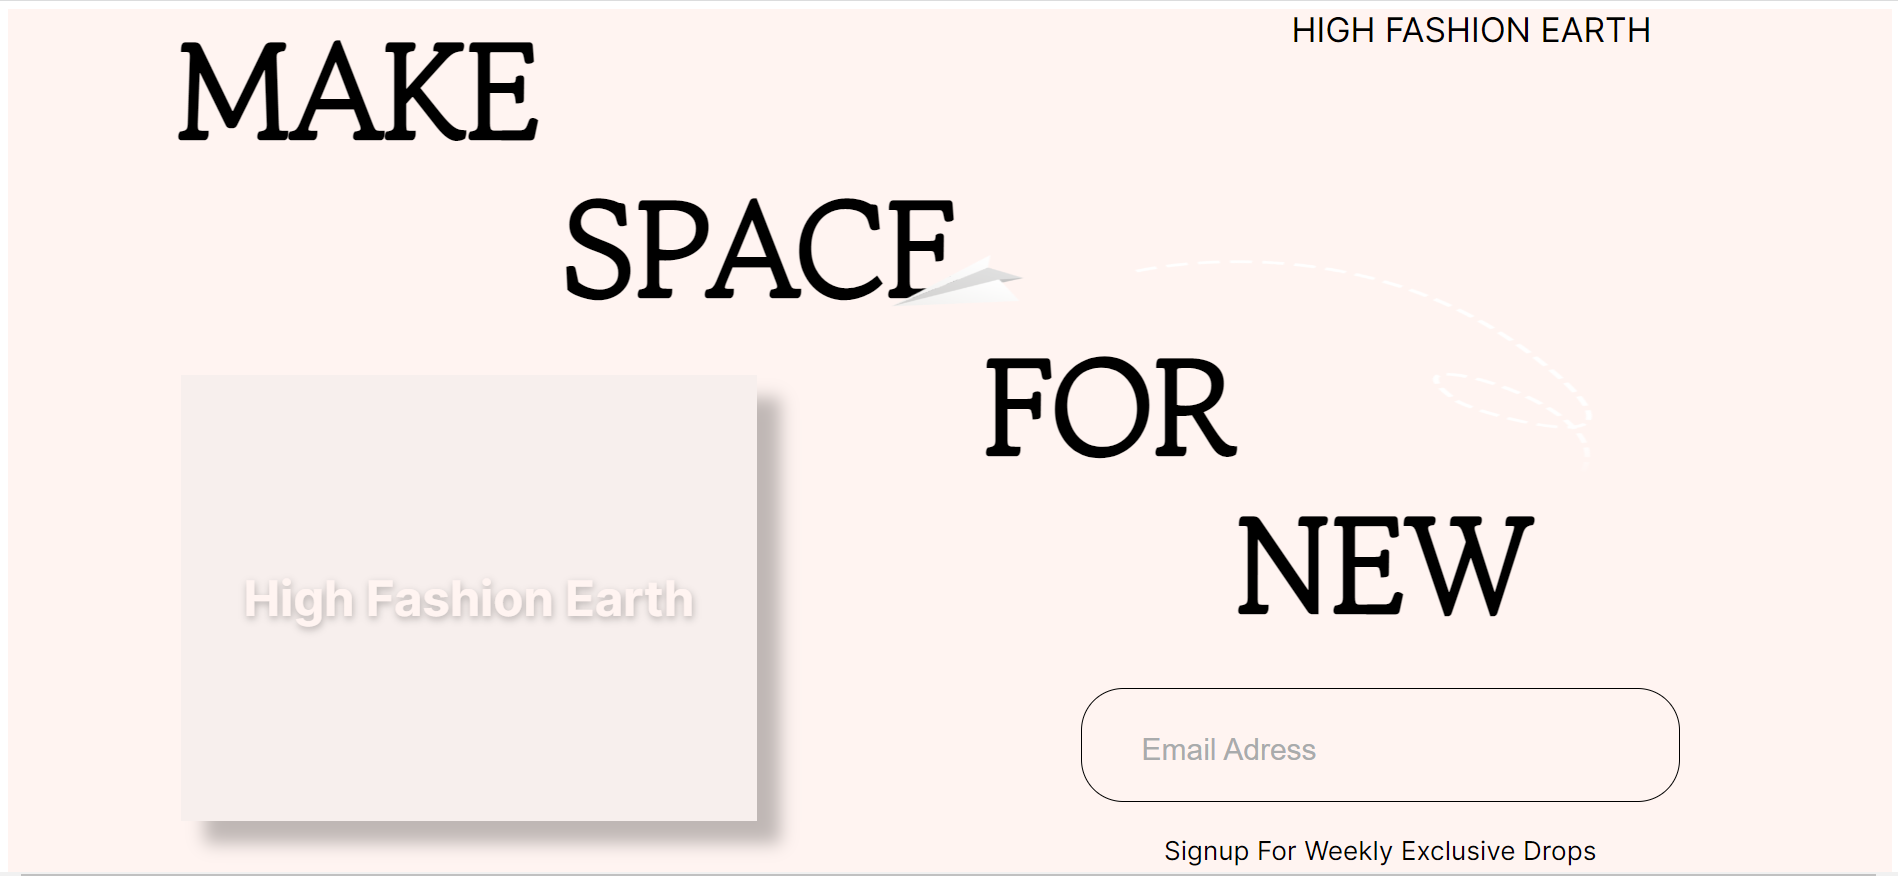 HIGH FASHION EARTH
MAKE
SPACE
FOR
NEW
High Fashion Earth
Email Adress
Signup For Weekly Exclusive Drops